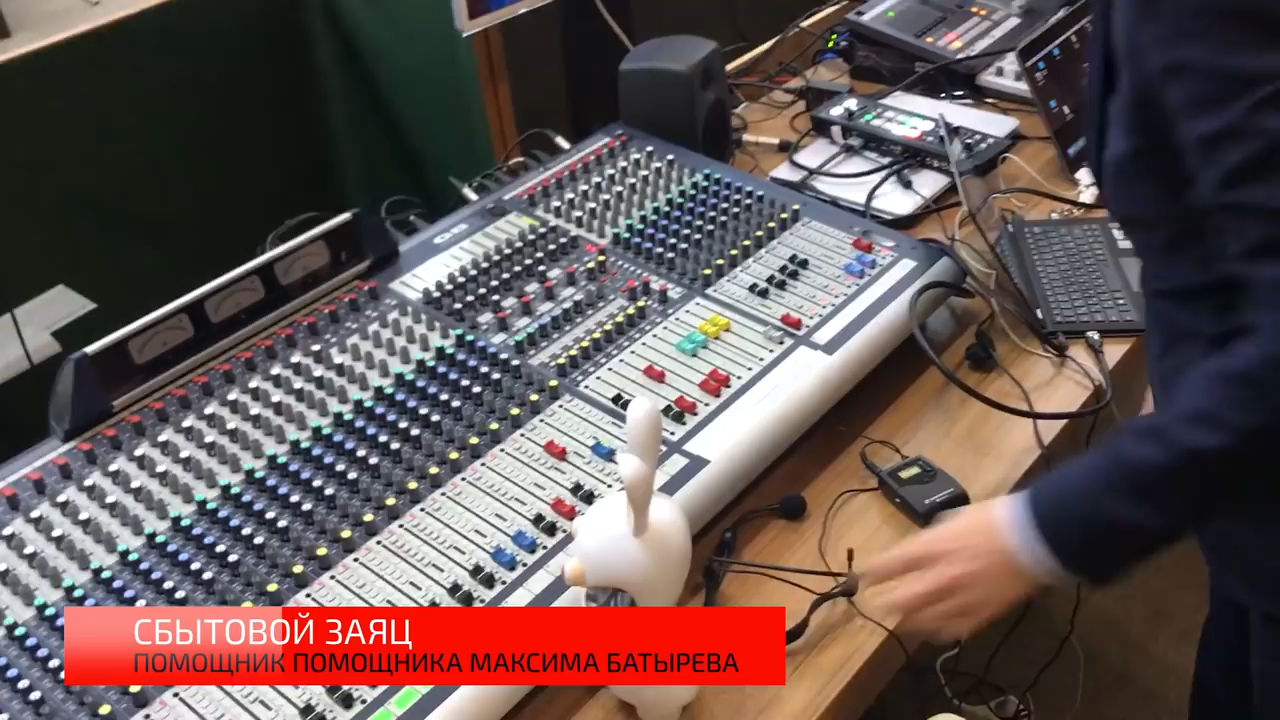 СБЫТОВОЙ ЗАЯЦ
ПОМОЩНИК ПОМОЩНИКА МАКСИМА БАТЫРЕВА